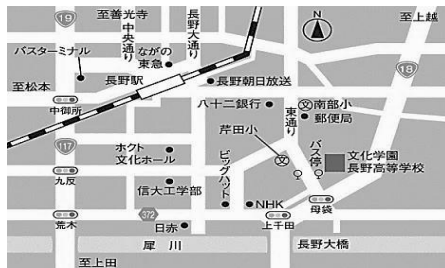 19
至善光寺
中央通り
長野大通り
至上越
バスターミナル
ながの
東急
18
長野駅
長野朝日放送
至松本
中御所
八十二銀行
東通り
南部小
郵便局
117
芹田小
文
文
バス停
文化学園
長野高等学校
ホクト
文化ホール
ビッグハット
九反
信大工学部
NHK
母袋
荒木
372
日赤
上千田
犀川
長野大橋
至上田
N